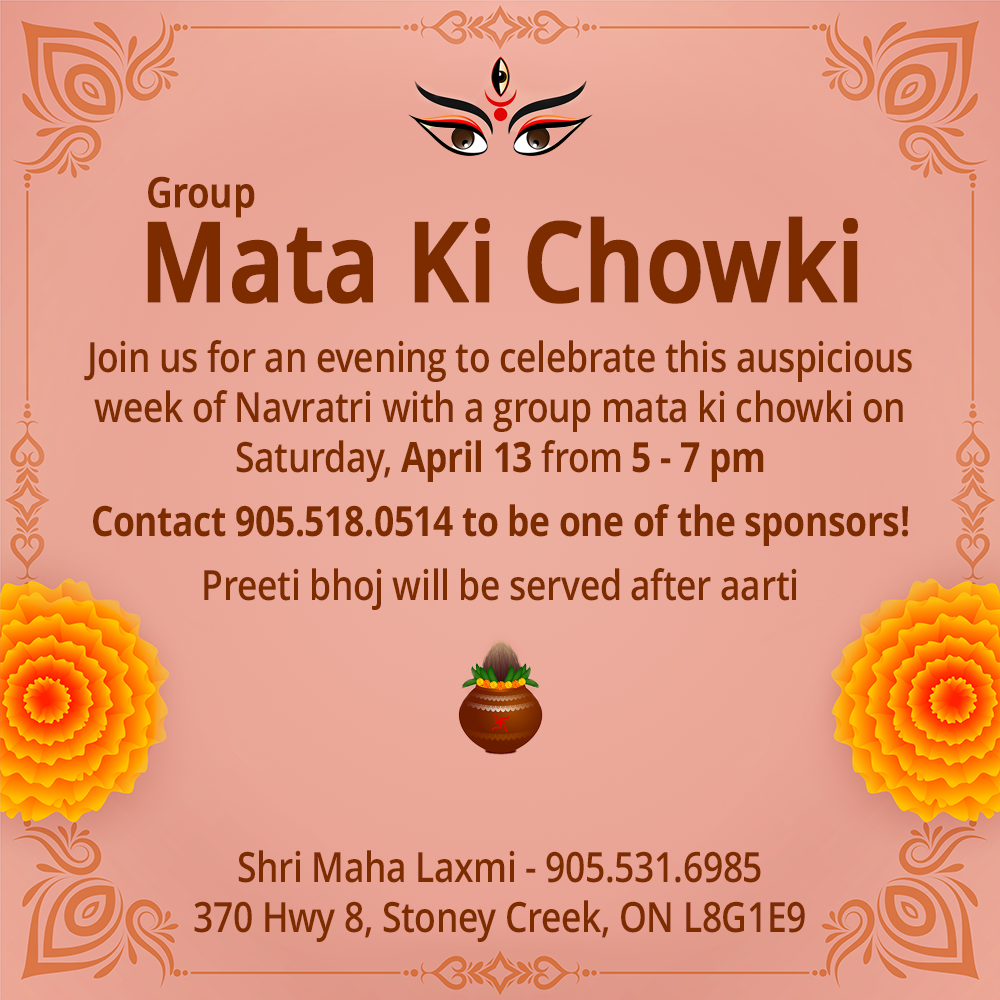 Group
Mata Ki Chowki
Join us for an evening to celebrate this auspicious
week of Navratri with a group mata ki chowki on
Saturday, April 13 from 5 - 7 pm
Contact 905.518.0514 to be one of the sponsors!
Preeti bhoj will be served after aarti
Shri Maha Laxmi - 905.531.6985
370 Hwy 8, Stoney Creek, ON L8G1E9